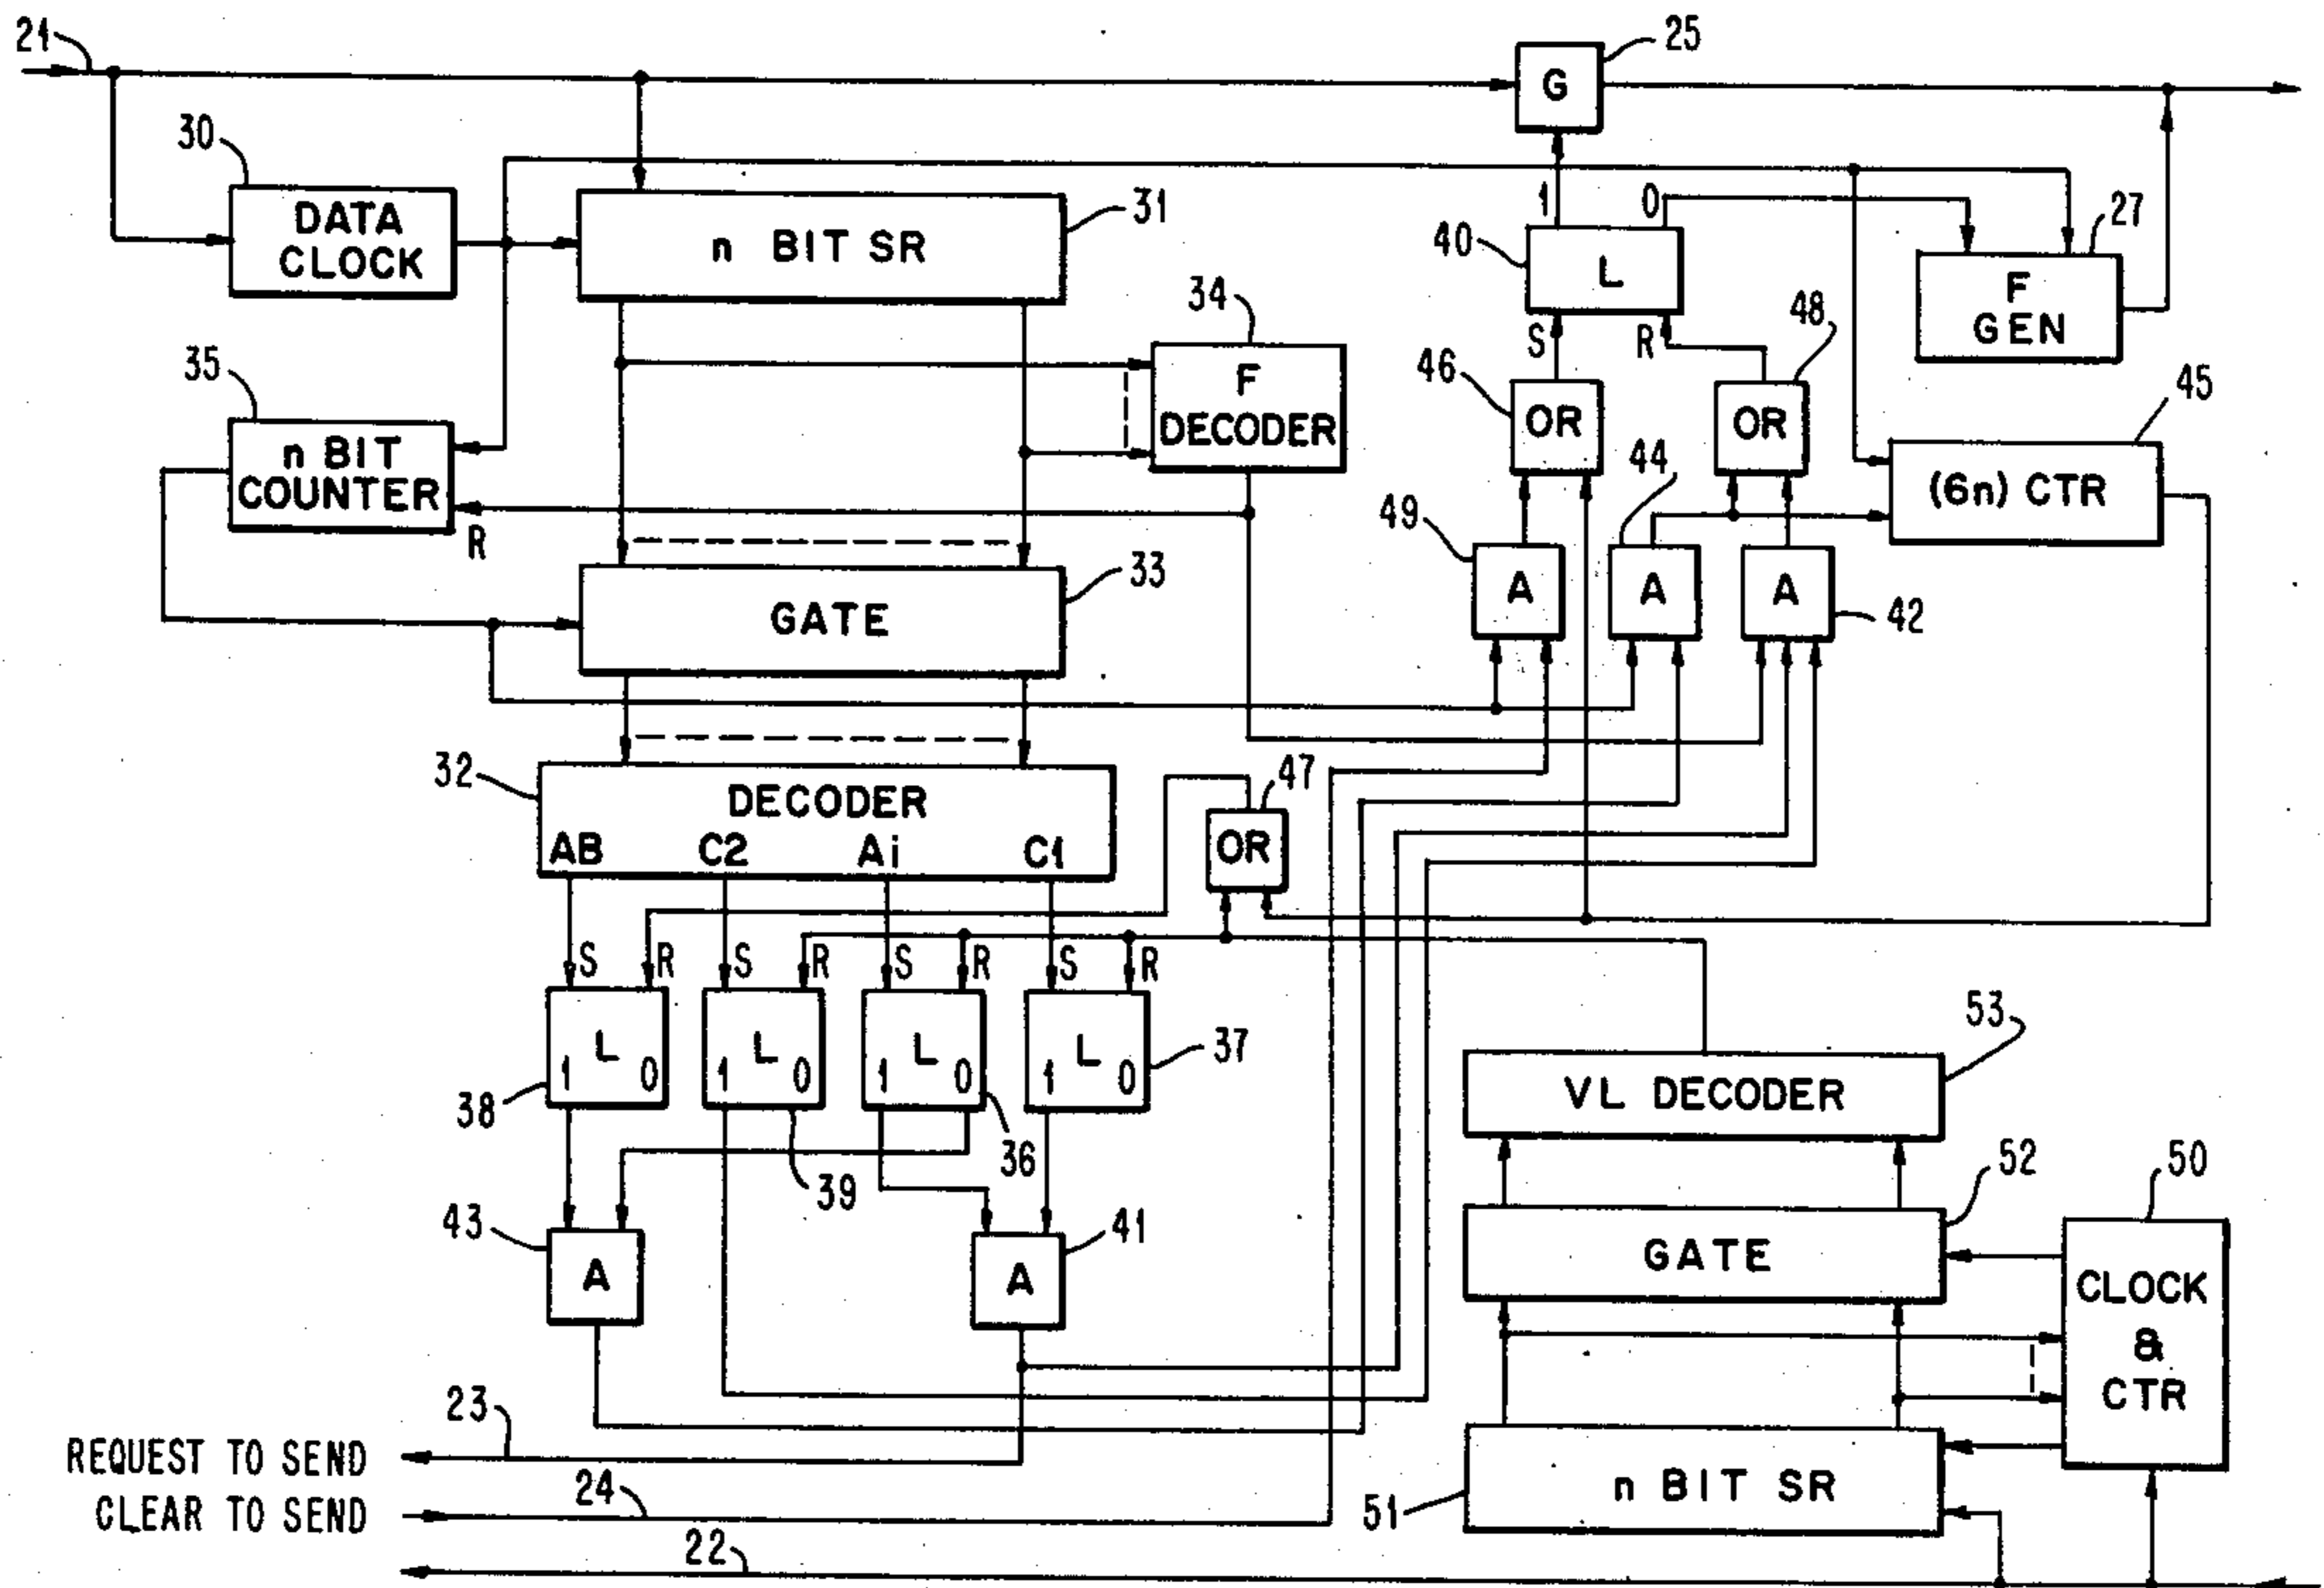 21
25
G
30
DATA
CLOCK
n BIT SR
31
1
0
40
L
27
F
GEN
34
F
DECODER
S
R
46
OR
48
OR
45
(6n) CTR
35
n BIT
COUNTER
R
49
A
44
A
A
42
GATE
33
32
DECODER
AB
C2
Ai
C1
47
OR
S
R
S
R
S
R
S
R
L
1
0
38
L
1
0
39
L
1
0
36
L
1
0
37
53
VL DECODER
43
A
A
41
52
GATE
50
CLOCK
&
CTR
23
REQUEST TO SEND
24
CLEAR TO SEND
51
n BIT SR
22